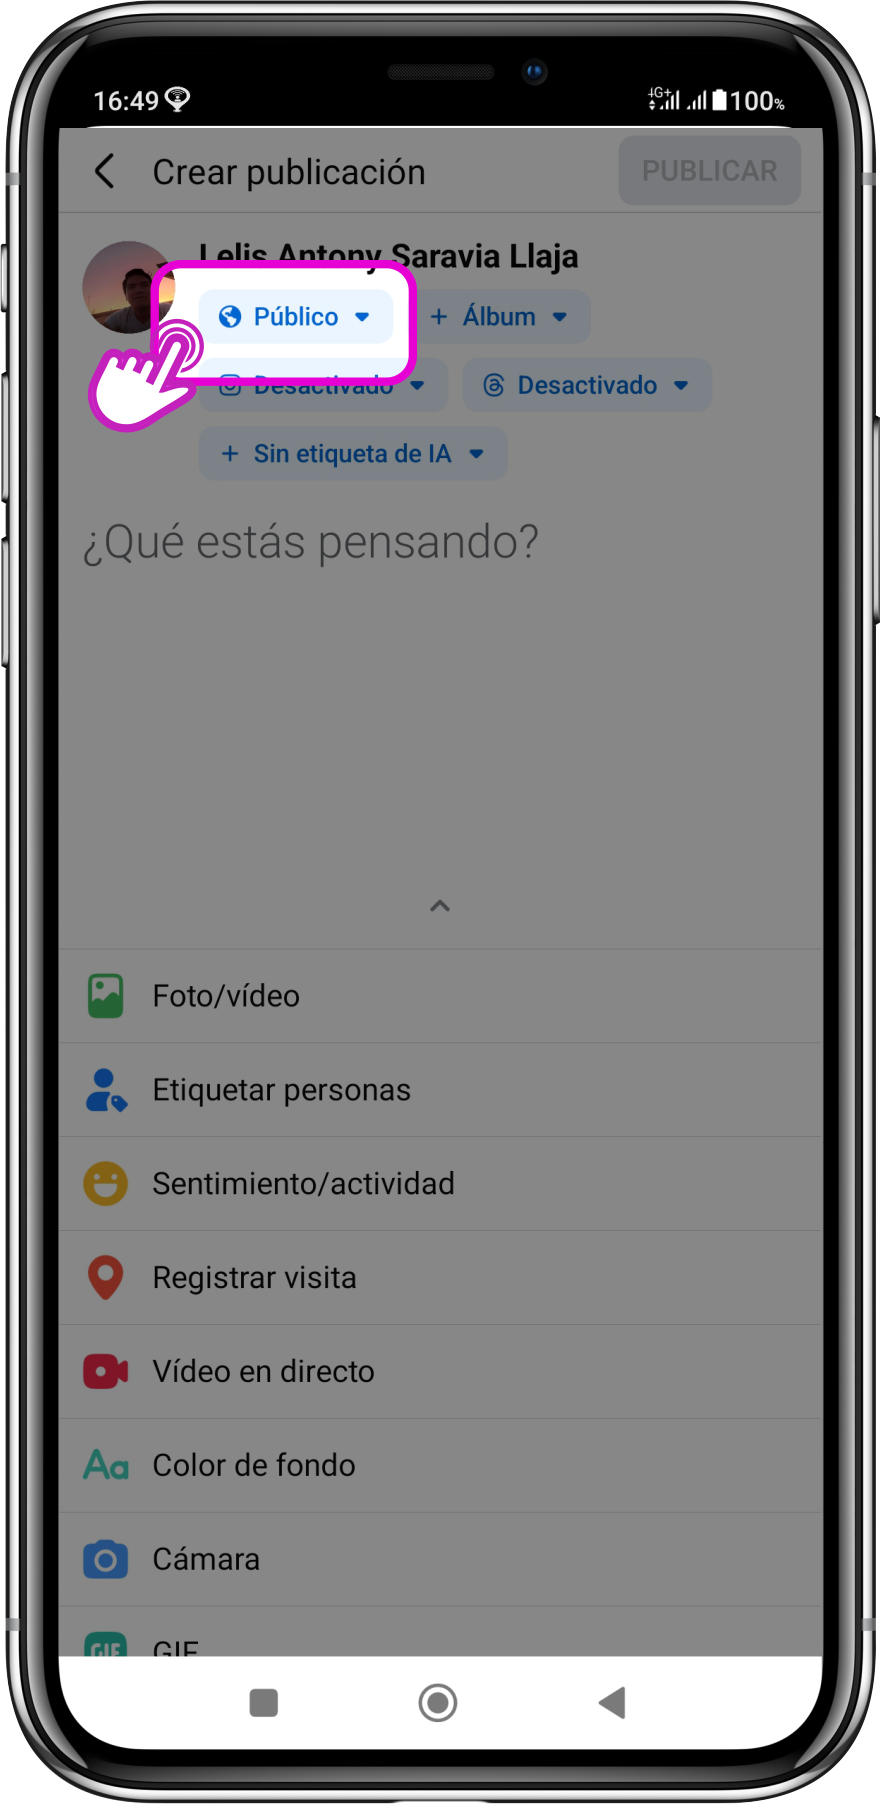 16:49 4G+ 100%
Crear publicación PUBLICAR
Lelis Antony Saravia Llaja
Público + Álbum
Desactivado Desactivado
+ Sin etiqueta de IA
¿Qué estás pensando?
Foto/vídeo
Etiquetar personas
Sentimiento/actividad
Registrar visita
Vídeo en directo
Aa Color de fondo
Cámara
GIF GIF